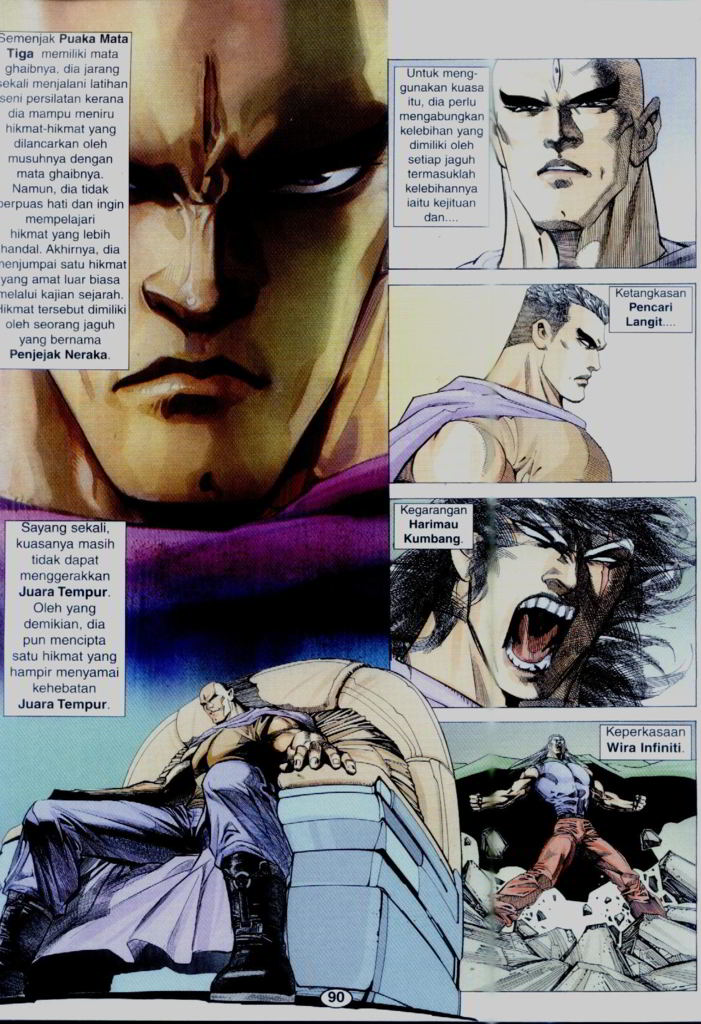 Semenjak Puaka Mata
Tiga memiliki mata
ghaibnya, dia jarang
sekali menjalani latihan
seni persilatan kerana
dia mampu meniru
hikmat-hikmat yang
dilancarkan oleh
musuhnya dengan
mata ghaibnya.
Namun, dia tidak
berpuas hati dan ingin
mempelajari
hikmat yang lebih
handal. Akhirnya, dia
menjumpai satu hikmat
yang amat luar biasa
melalui kajian sejarah.
Hikmat tersebut dimiliki
oleh seorang jaguh
yang bernama
Penjejak Neraka.
Sayang sekali,
kuasanya masih
tidak dapat
menggerakkan
Juara Tempur.
Oleh yang
demikian, dia
pun mencipta
satu hikmat yang
hampir menyamai
kehebatan
Juara Tempur.
Untuk meng-
gunakan kuasa
itu, dia perlu
mengabungkan
kelebihan yang
dimiliki oleh
setiap jaguh
termasuklah
kelebihannya
iaitu kejituan
dan....
Ketangkasan
Pencari
Langit....
Kegarangan
Harimau
Kumbang.
Keperkasaan
Wira Infiniti.
90